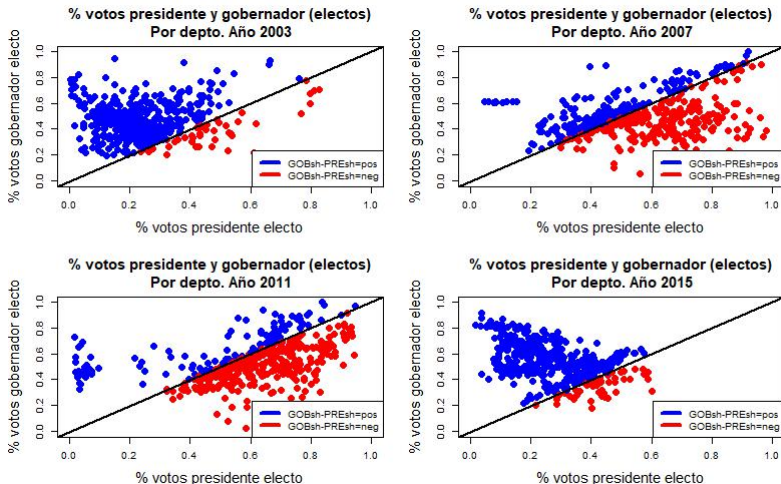 % votos presidente y gobernador (electos)
Por depto. Año 2003
% votos gobernador electo
1.0
0.8
0.6
0.4
0.2
0.0
GOBsh-PREsh=pos
GOBsh-PREsh=neg
0.0 0.2 0.4 0.6 0.8 1.0
% votos presidente electo
% votos presidente y gobernador (electos)
Por depto. Año 2007
% votos gobernador electo
1.0
0.8
0.6
0.4
0.2
0.0
GOBsh-PREsh=pos
GOBsh-PREsh=neg
0.0 0.2 0.4 0.6 0.8 1.0
% votos presidente electo
% votos presidente y gobernador (electos)
Por depto. Año 2011
% votos gobernador electo
1.0
0.8
0.6
0.4
0.2
0.0
GOBsh-PREsh=pos
GOBsh-PREsh=neg
0.0 0.2 0.4 0.6 0.8 1.0
% votos presidente electo
% votos presidente y gobernador (electos)
Por depto. Año 2015
% votos gobernador electo
1.0
0.8
0.6
0.4
0.2
0.0
GOBsh-PREsh=pos
GOBsh-PREsh=neg
0.0 0.2 0.4 0.6 0.8 1.0
% votos presidente electo